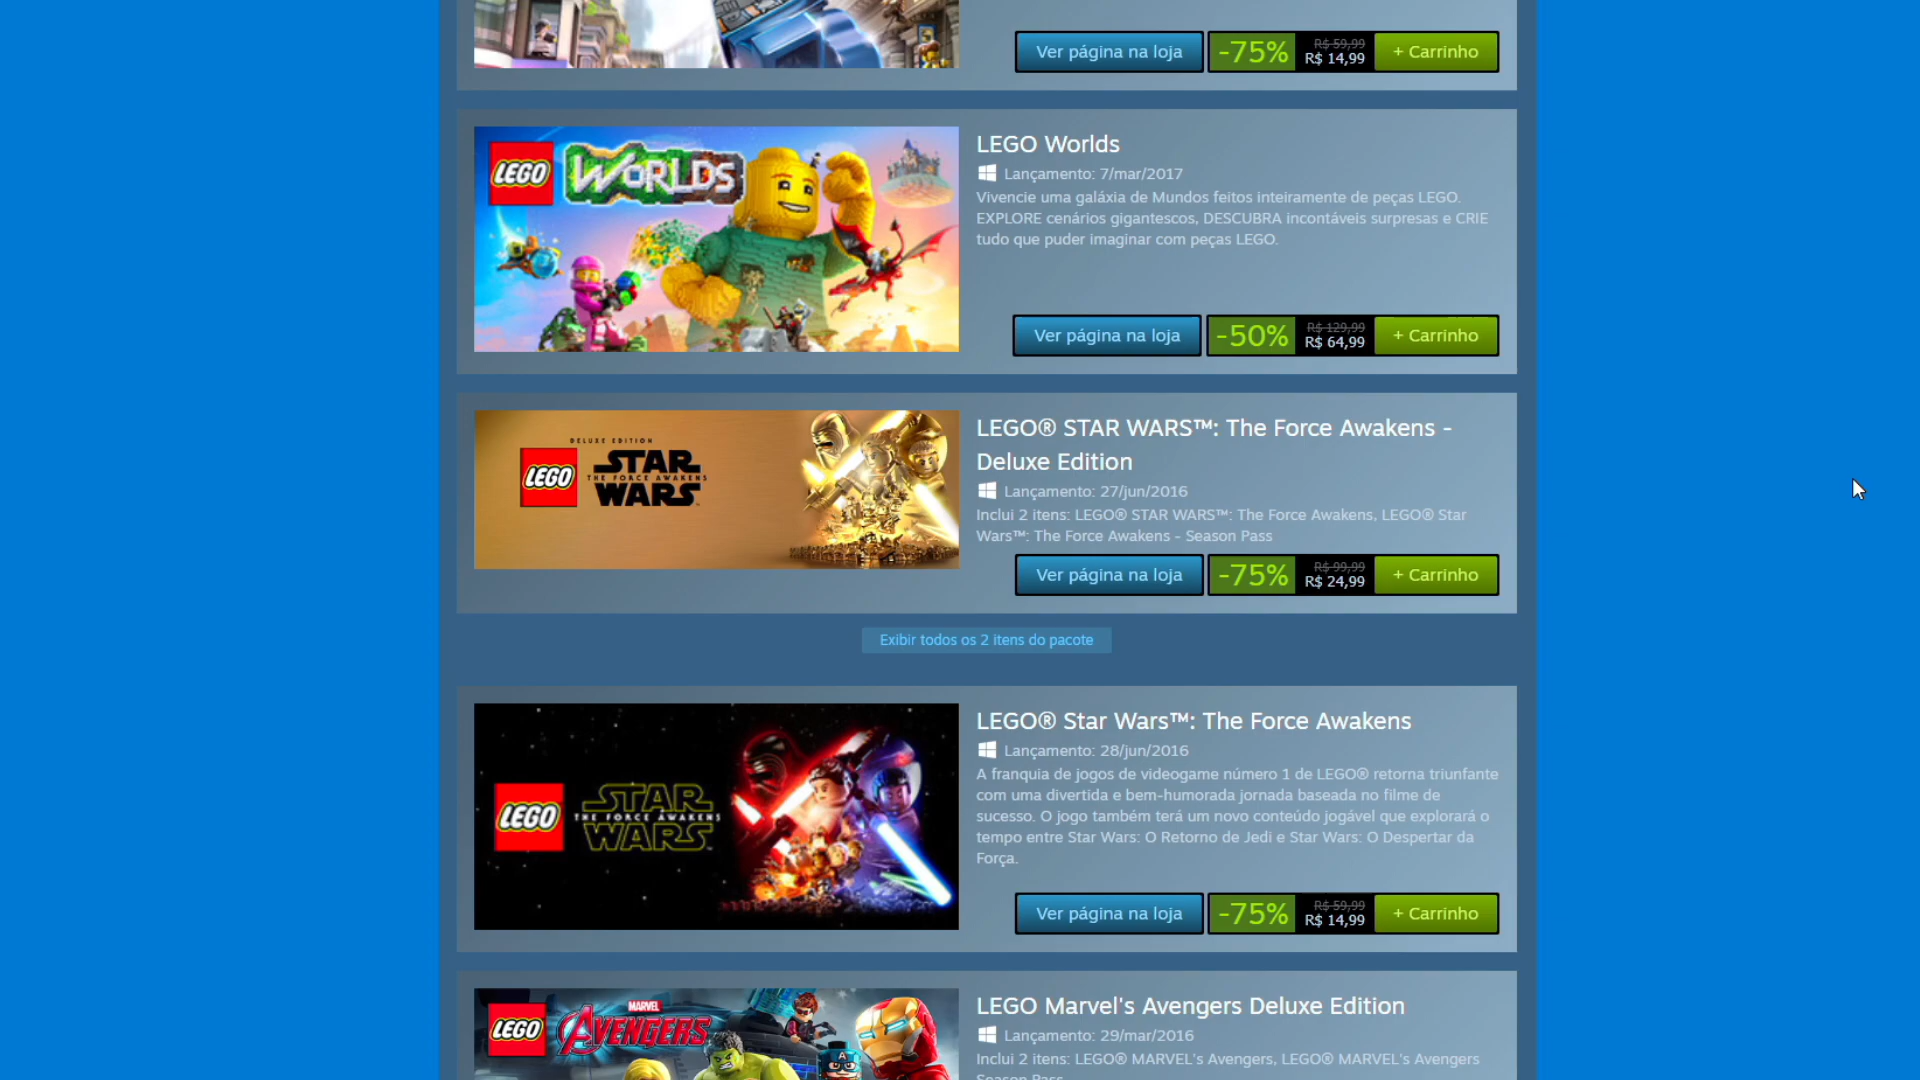 Ver página na loja
-75%
R$ 59,99
R$ 14,99
+ Carrinho
LEGO
WORLDS
LEGO Worlds
Lançamento: 7/mar/2017
Vivencie uma galáxia de Mundos feitos inteiramente de peças LEGO.
EXPLORE cenários gigantescos, DESCUBRA incontáveis surpresas e CRIE
tudo que puder imaginar com peças LEGO.
Ver página na loja
-50%
R$ 129,99
R$ 64,99
+ Carrinho
DELUXE EDITION
LEGO
STAR
THE FORCE AWAKENS
WARS
LEGO® STAR WARS™: The Force Awakens -
Deluxe Edition
Lançamento: 27/jun/2016
Inclui 2 itens: LEGO® STAR WARS™: The Force Awakens, LEGO® Star
Wars™: The Force Awakens - Season Pass
Ver página na loja
-75%
R$ 99,99
R$ 24,99
+ Carrinho
Exibir todos os 2 itens do pacote
LEGO
STAR
THE FORCE AWAKENS
WARS
LEGO® Star Wars™: The Force Awakens
Lançamento: 28/jun/2016
A franquia de jogos de videogame número 1 de LEGO® retorna triunfante
com uma divertida e bem-humorada jornada baseada no filme de
sucesso. O jogo também terá um novo conteúdo jogável que explorará o
tempo entre Star Wars: O Retorno de Jedi e Star Wars: O Despertar da
Força.
Ver página na loja
-75%
R$ 59,99
R$ 14,99
+ Carrinho
LEGO
MARVEL
AVENGERS
LEGO Marvel's Avengers Deluxe Edition
Lançamento: 29/mar/2016
Inclui 2 itens: LEGO® MARVEL's Avengers, LEGO® MARVEL's Avengers
Season Pass